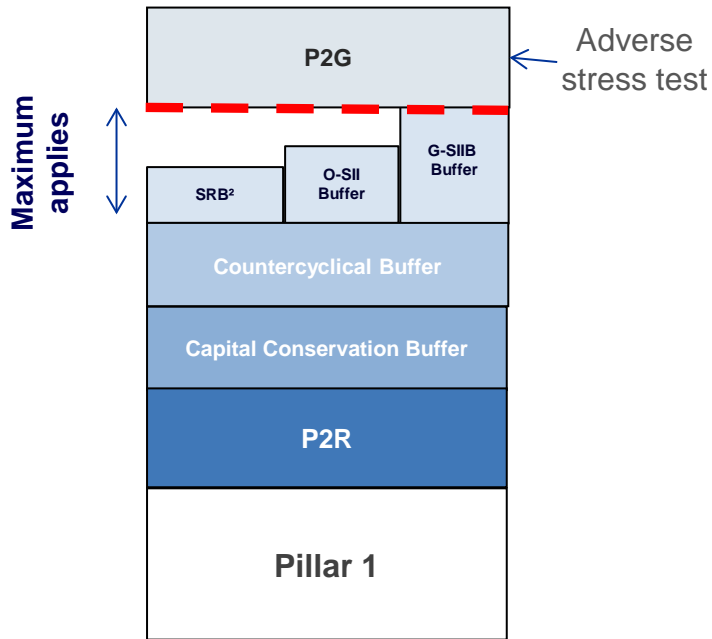 P2G
Adverse
stress test
Maximum
applies
SRB²
O-SII
Buffer
G-SIIB
Buffer
Countercyclical Buffer
Capital Conservation Buffer
P2R
Pillar 1